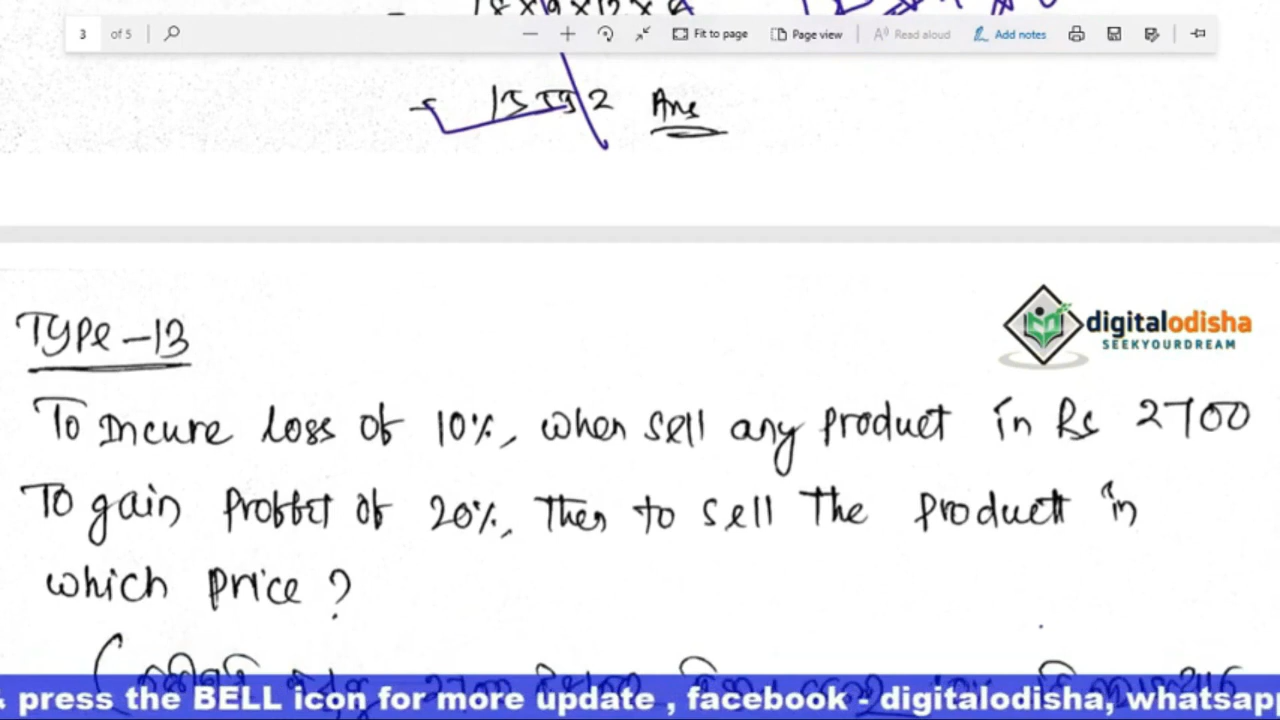 3 of 5 Fit to page Page view Read aloud Add notes
15552 Ans
TYPE-13
digitalodisha
SEEKYOURDREAM
To Incure loss of 10%, when sell any product in Rs 2700
To gain Proffit of 20%, Then to sell The product in
which price?
press the BELL icon for more update , facebook - digitalodisha, whatsapp